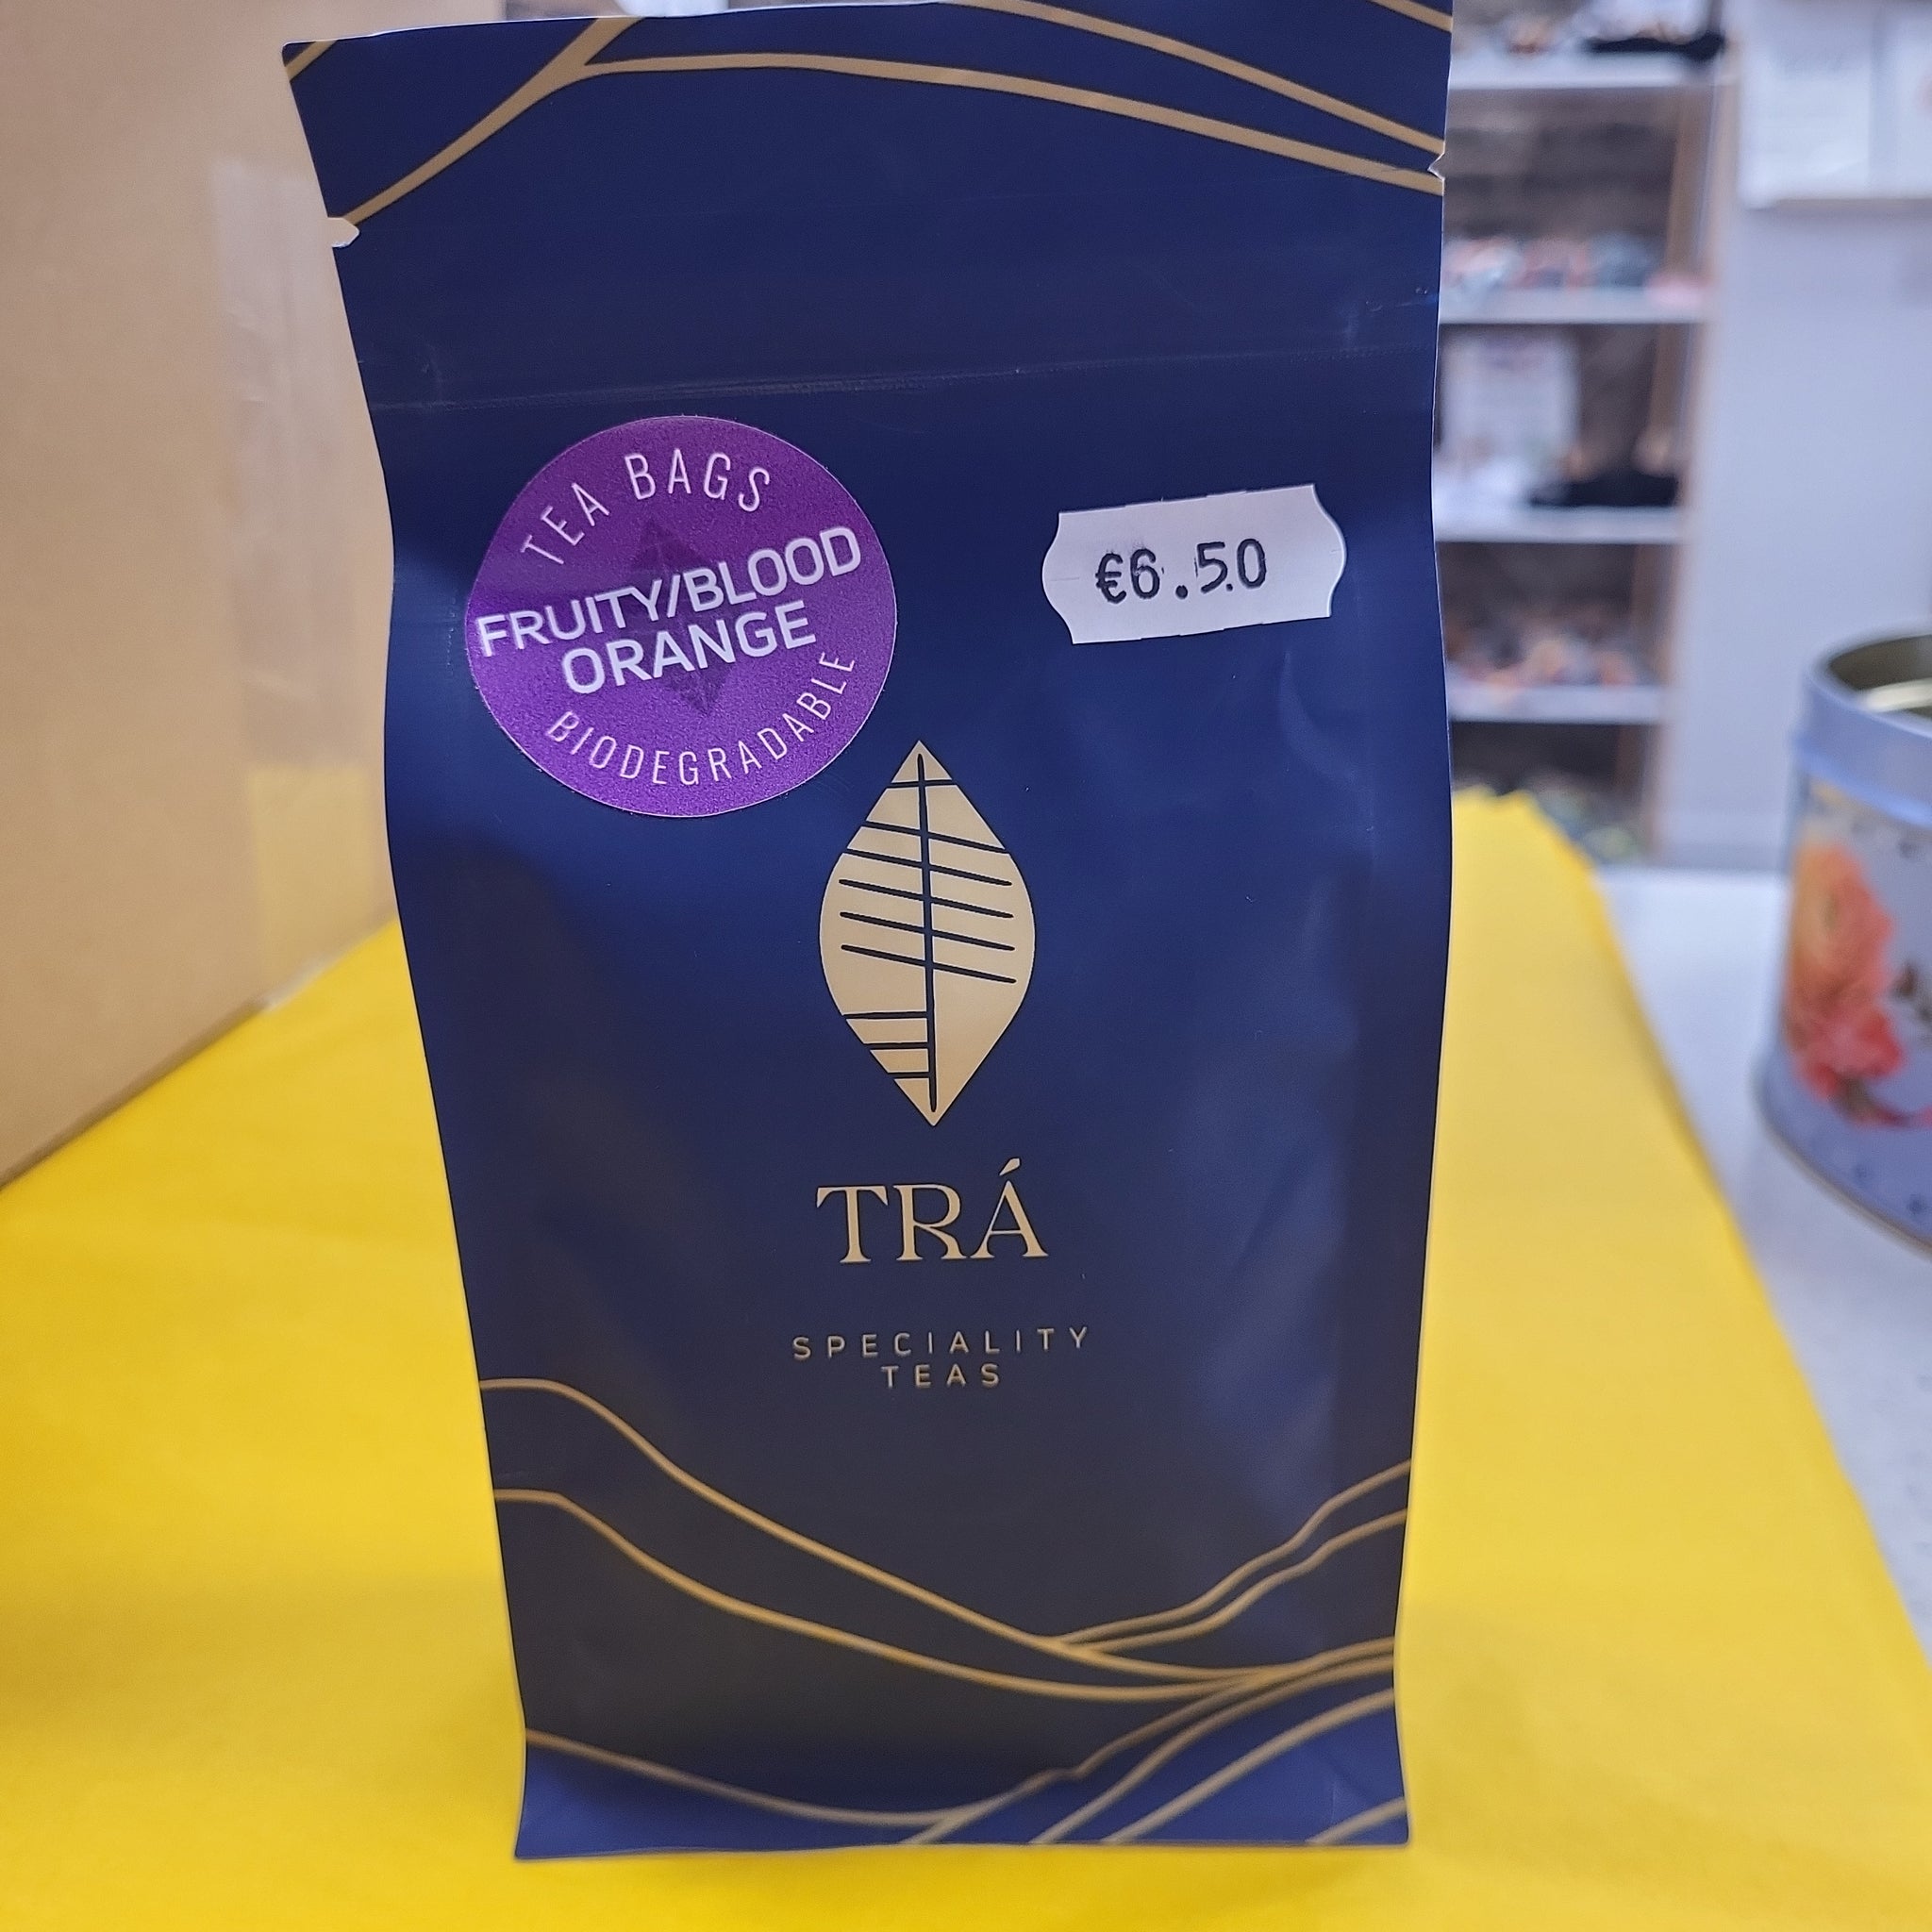 TEA BAGS
FRUITY/BLOOD
ORANGE
BIODEGRADABLE
€6.50
TRÁ
SPECIALITY
TEAS